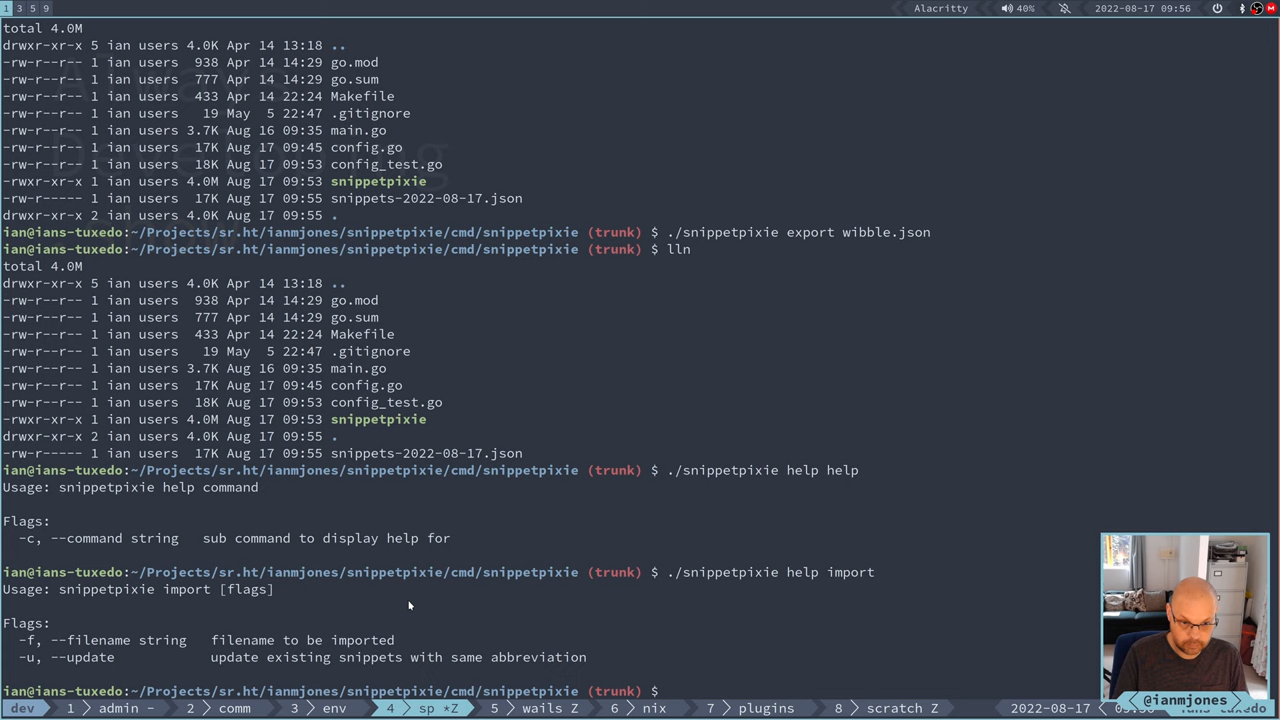 1 3 5 9 Alacritty 40% 2022-08-17 09:56
total 4.0M
drwxr-xr-x 5 ian users 4.0K Apr 14 13:18 ..
-rw-r--r-- 1 ian users  938 Apr 14 14:29 go.mod
-rw-r--r-- 1 ian users  777 Apr 14 14:29 go.sum
-rw-r--r-- 1 ian users  433 Apr 14 22:24 Makefile
-rw-r--r-- 1 ian users   19 May  5 22:47 .gitignore
-rw-r--r-- 1 ian users 3.7K Aug 16 09:35 main.go
-rw-r--r-- 1 ian users  17K Aug 17 09:45 config.go
-rw-r--r-- 1 ian users  18K Aug 17 09:53 config_test.go
-rwxr-xr-x 1 ian users 4.0M Aug 17 09:53 snippetpixie
-rw-r----- 1 ian users  17K Aug 17 09:55 snippets-2022-08-17.json
drwxr-xr-x 2 ian users 4.0K Aug 17 09:55 .
ian@ians-tuxedo:~/Projects/sr.ht/ianmjones/snippetpixie/cmd/snippetpixie (trunk) $ ./snippetpixie export wibble.json
ian@ians-tuxedo:~/Projects/sr.ht/ianmjones/snippetpixie/cmd/snippetpixie (trunk) $ lln
total 4.0M
drwxr-xr-x 5 ian users 4.0K Apr 14 13:18 ..
-rw-r--r-- 1 ian users  938 Apr 14 14:29 go.mod
-rw-r--r-- 1 ian users  777 Apr 14 14:29 go.sum
-rw-r--r-- 1 ian users  433 Apr 14 22:24 Makefile
-rw-r--r-- 1 ian users   19 May  5 22:47 .gitignore
-rw-r--r-- 1 ian users 3.7K Aug 16 09:35 main.go
-rw-r--r-- 1 ian users  17K Aug 17 09:45 config.go
-rw-r--r-- 1 ian users  18K Aug 17 09:53 config_test.go
-rwxr-xr-x 1 ian users 4.0M Aug 17 09:53 snippetpixie
drwxr-xr-x 2 ian users 4.0K Aug 17 09:55 .
-rw-r----- 1 ian users  17K Aug 17 09:55 snippets-2022-08-17.json
ian@ians-tuxedo:~/Projects/sr.ht/ianmjones/snippetpixie/cmd/snippetpixie (trunk) $ ./snippetpixie help help
Usage: snippetpixie help command
Flags:
  -c, --command string   sub command to display help for
ian@ians-tuxedo:~/Projects/sr.ht/ianmjones/snippetpixie/cmd/snippetpixie (trunk) $ ./snippetpixie help import
Usage: snippetpixie import [flags]
Flags:
  -f, --filename string   filename to be imported
  -u, --update            update existing snippets with same abbreviation
ian@ians-tuxedo:~/Projects/sr.ht/ianmjones/snippetpixie/cmd/snippetpixie (trunk) $
@ianmjones
dev 1 admin - 2 comm 3 env 4 sp *Z 5 wails Z 6 nix 7 plugins 8 scratch Z 2022-08-17